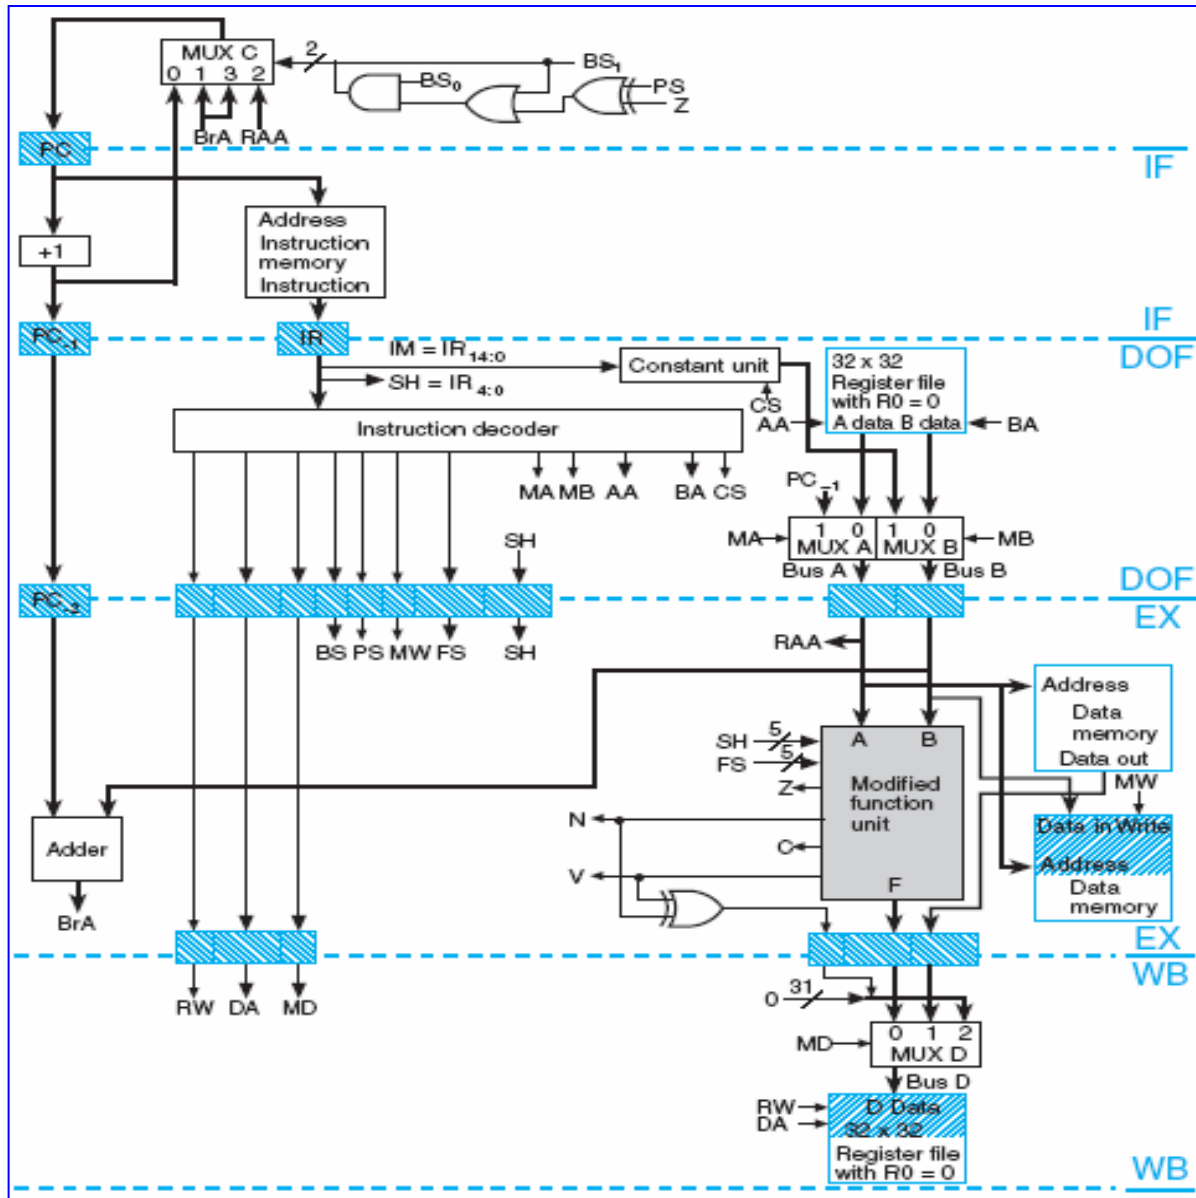 MUX C
0 1 3 2
2
BS₁
BS₀
PS
Z
BrA RAA
PC
IF
+1
Address
Instruction
memory
Instruction
PC₋₁
IR
IF
DOF
IM = IR₁₄:₀
SH = IR₄:₀
Constant unit
CS
32 x 32
Register file
with R0 = 0
A data B data
AA
BA
Instruction decoder
MA MB AA BA CS
PC₋₁
SH
1 0 1 0
MUX A MUX B
MA
MB
Bus A
Bus B
DOF
PC₋₂
EX
BS PS MW FS SH
RAA
Address
Data
memory
Data out
MW
SH 5
FS 5
A B
Z
Modified
function
unit
N
C
V
F
Data in Write
Address
Data
memory
Adder
BrA
EX
WB
RW DA MD
0 31
0 1 2
MUX D
MD
Bus D
RW
DA
D Data
32 x 32
Register file
with R0 = 0
WB